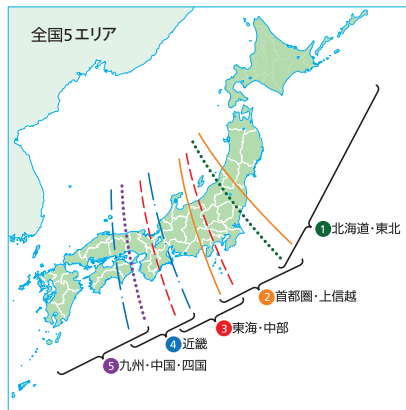 全国5エリア
1北海道・東北
2首都圏・上信越
3東海・中部
4近畿
5九州・中国・四国